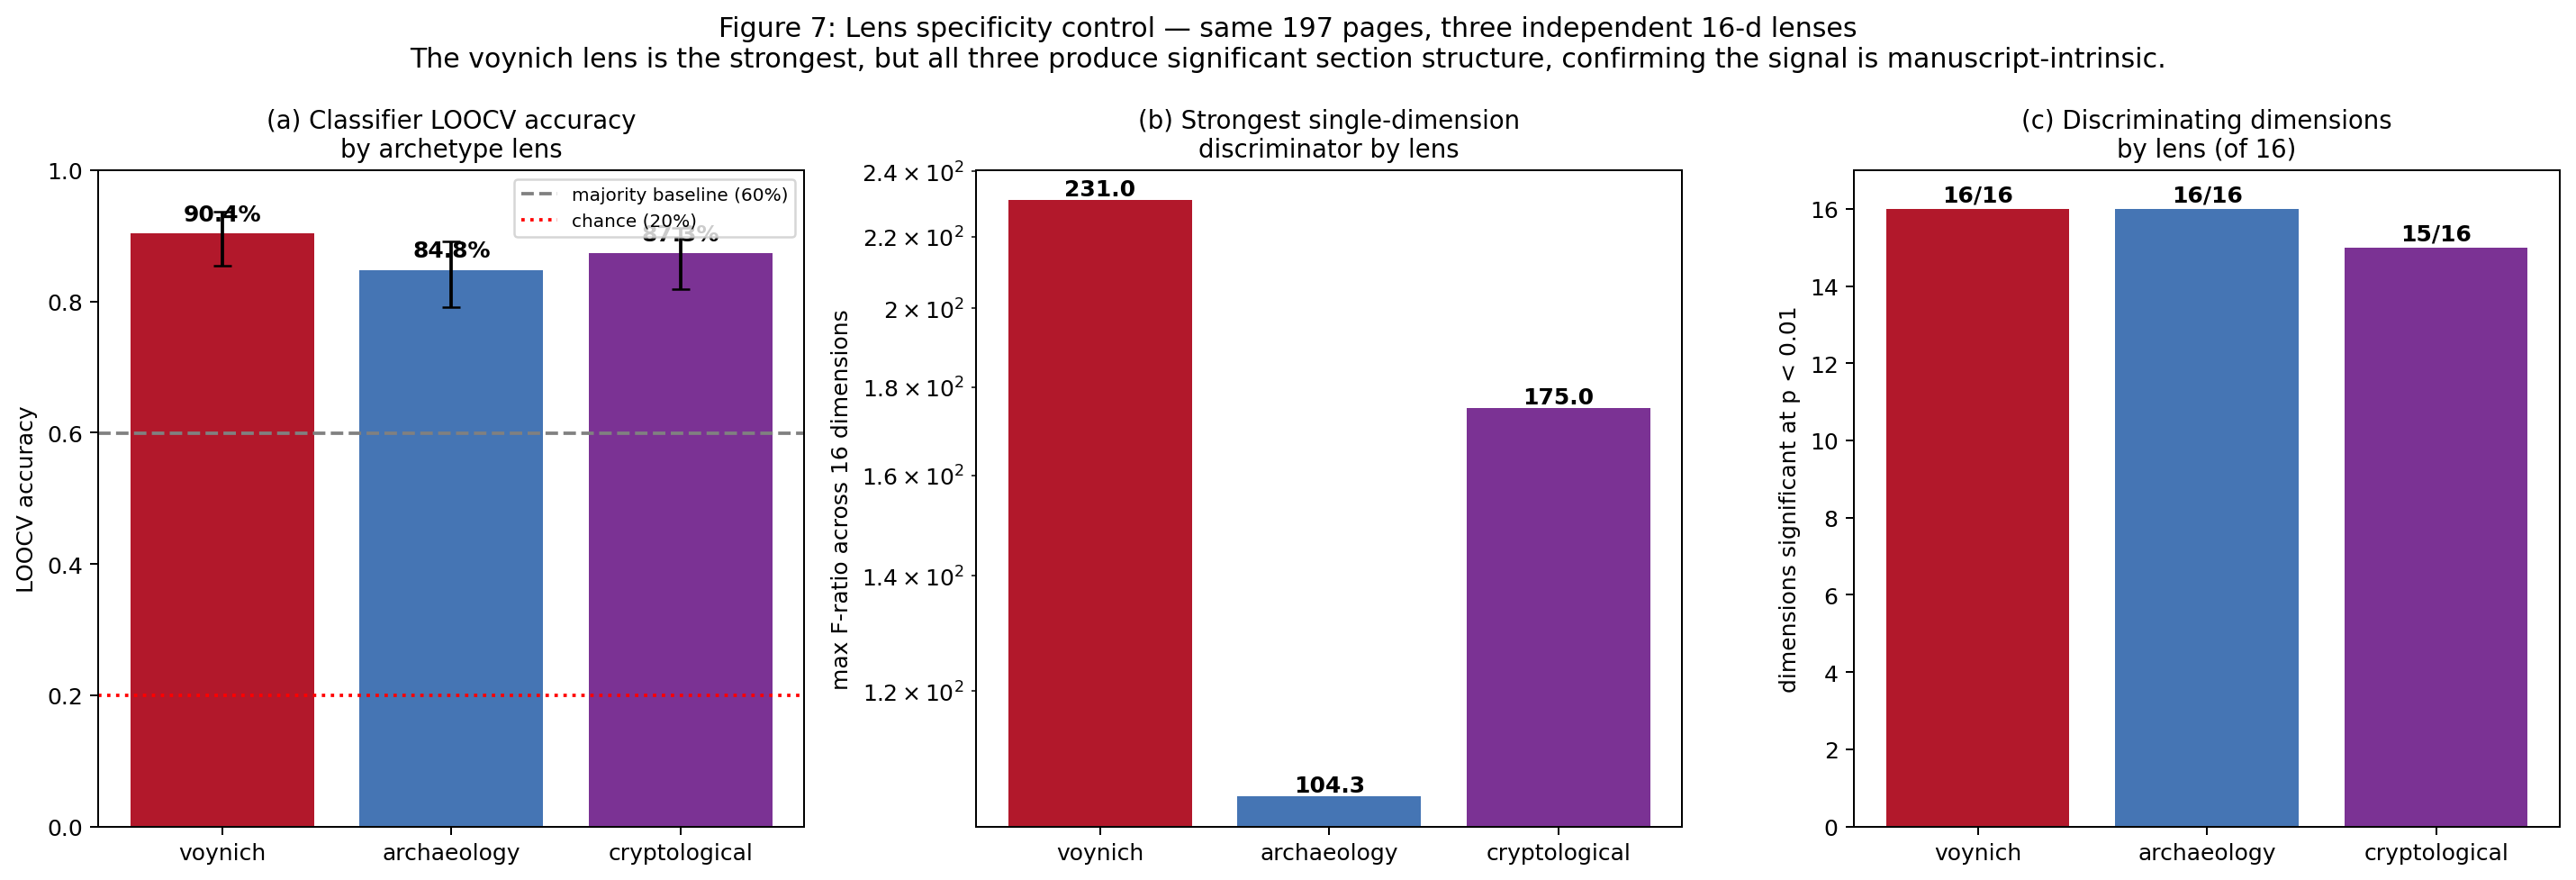 Figure 7: Lens specificity control — same 197 pages, three independent 16-d lenses
The voynich lens is the strongest, but all three produce significant section structure, confirming the signal is manuscript-intrinsic.
(a) Classifier LOOCV accuracy
by archetype lens
LOOCV accuracy
1.0
0.8
0.6
0.4
0.2
0.0
90.4%
84.8%
87.3%
majority baseline (60%)
chance (20%)
voynich
archaeology
cryptological
(b) Strongest single-dimension
discriminator by lens
max F-ratio across 16 dimensions
2.4 × 10²
2.2 × 10²
2 × 10²
1.8 × 10²
1.6 × 10²
1.4 × 10²
1.2 × 10²
231.0
104.3
175.0
voynich
archaeology
cryptological
(c) Discriminating dimensions
by lens (of 16)
dimensions significant at p < 0.01
16
14
12
10
8
6
4
2
0
16/16
16/16
15/16
voynich
archaeology
cryptological